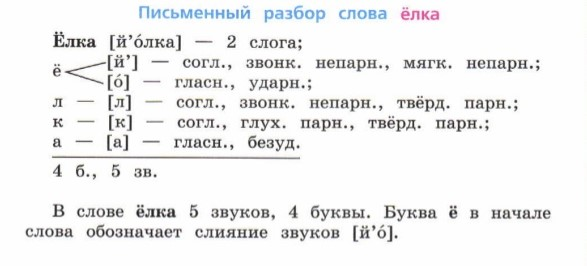 Письменный разбор слова ёлка
Ёлка [й’о́лка] — 2 слога;
ё [й’] — согл., звонк. непарн., мягк. непарн.;
[о́] — гласн., ударн.;
л — [л] — согл., звонк. непарн., твёрд. парн.;
к — [к] — согл., глух. парн., твёрд. парн.;
а — [а] — гласн., безуд.
4 б., 5 зв.
В слове ёлка 5 звуков, 4 буквы. Буква ё в начале
слова обозначает слияние звуков [й’о́].